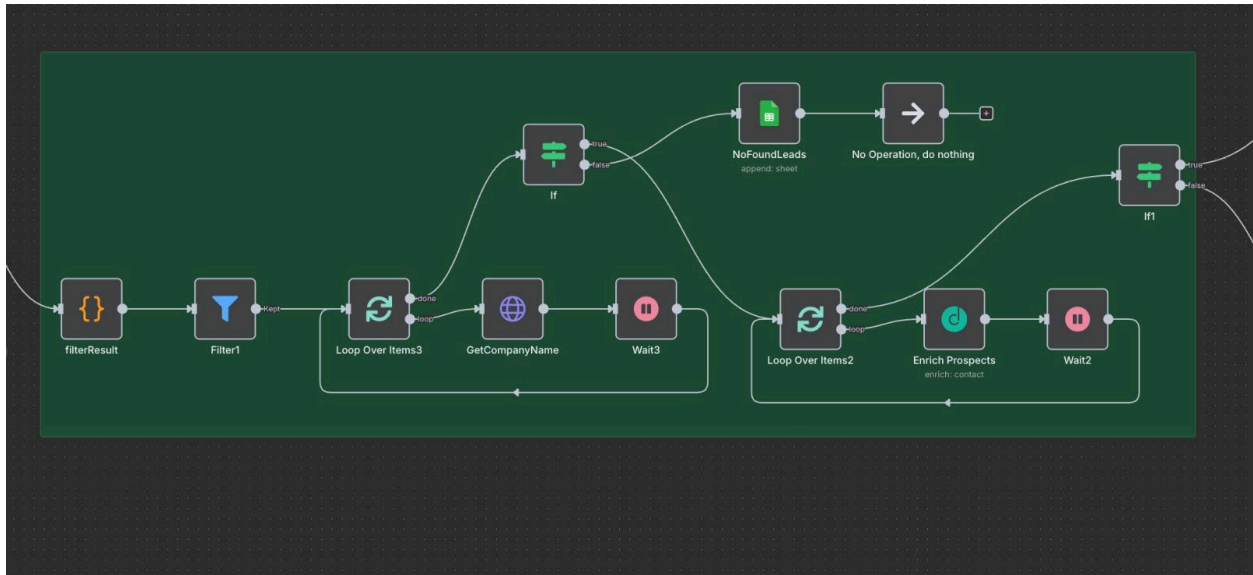 NoFoundLeads
append: sheet
No Operation, do nothing
true
false
If
true
false
If1
filterResult
Kept
Filter1
done
loop
Loop Over Items3
GetCompanyName
Wait3
done
loop
Loop Over Items2
Enrich Prospects
enrich: contact
Wait2